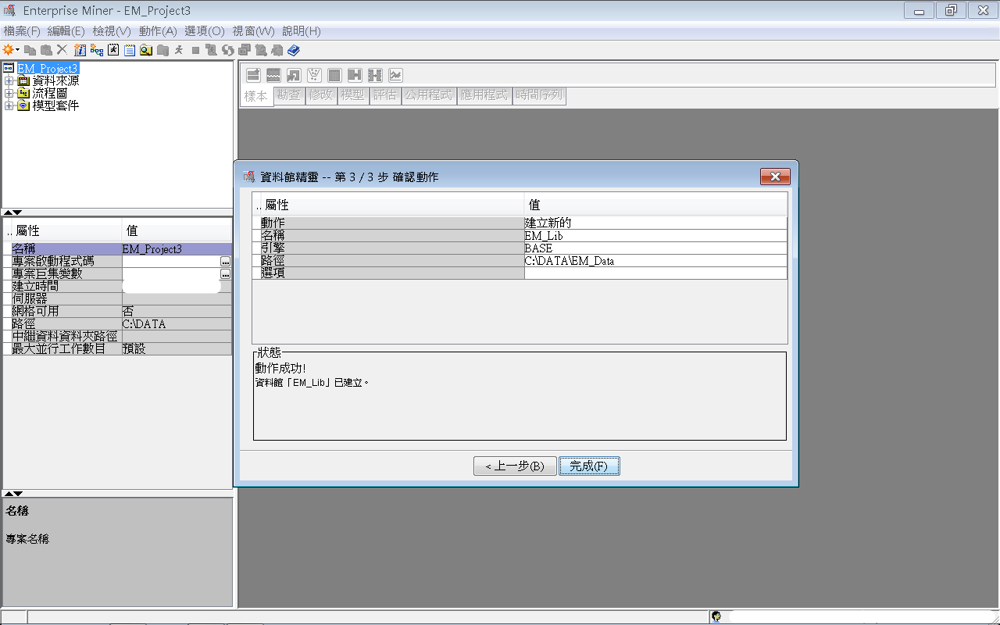 Enterprise Miner - EM_Project3
檔案(F) 編輯(E) 檢視(V) 動作(A) 選項(O) 視窗(W) 說明(H)
EM_Project3
資料來源
流程圖
模型套件
樣本 勘查 修改 模型 評估 公用程式 應用程式 時間序列
.. 屬性 值
名稱 EM_Project3
專案啟動程式碼 ...
專案巨集變數 ...
建立時間
伺服器
網格可用 否
路徑 C:\DATA
中繼資料資料夾路徑
最大並行工作數目 預設
名稱
專案名稱
資料館精靈 -- 第 3 / 3 步 確認動作
.. 屬性 值
動作 建立新的
名稱 EM_Lib
引擎 BASE
路徑 C:\DATA\EM_Data
選項
狀態
動作成功!
資料館「EM_Lib」已建立。
< 上一步(B) 完成(F)